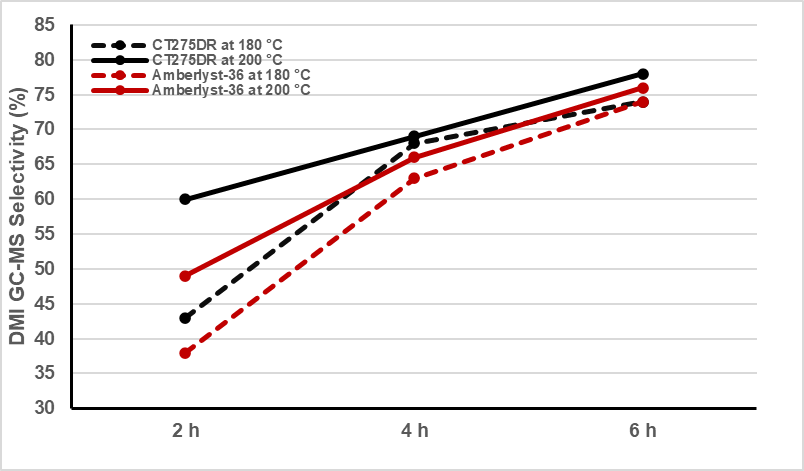 CT275DR at 180 °C
CT275DR at 200 °C
Amberlyst-36 at 180 °C
Amberlyst-36 at 200 °C
DMI GC-MS Selectivity (%)
85
80
75
70
65
60
55
50
45
40
35
30
2 h 4 h 6 h